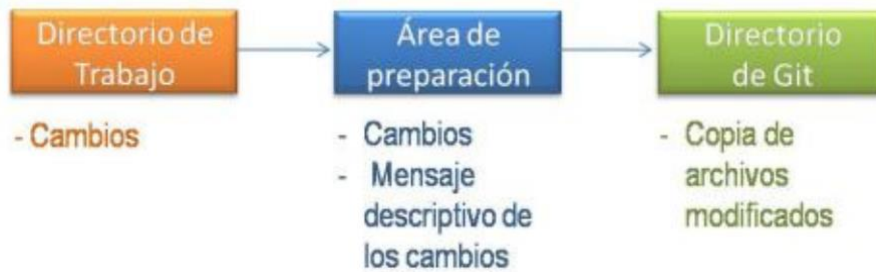 Directorio de
Trabajo
- Cambios
Área de
preparación
- Cambios
- Mensaje
descriptivo de
los cambios
Directorio
de Git
- Copia de
archivos
modificados